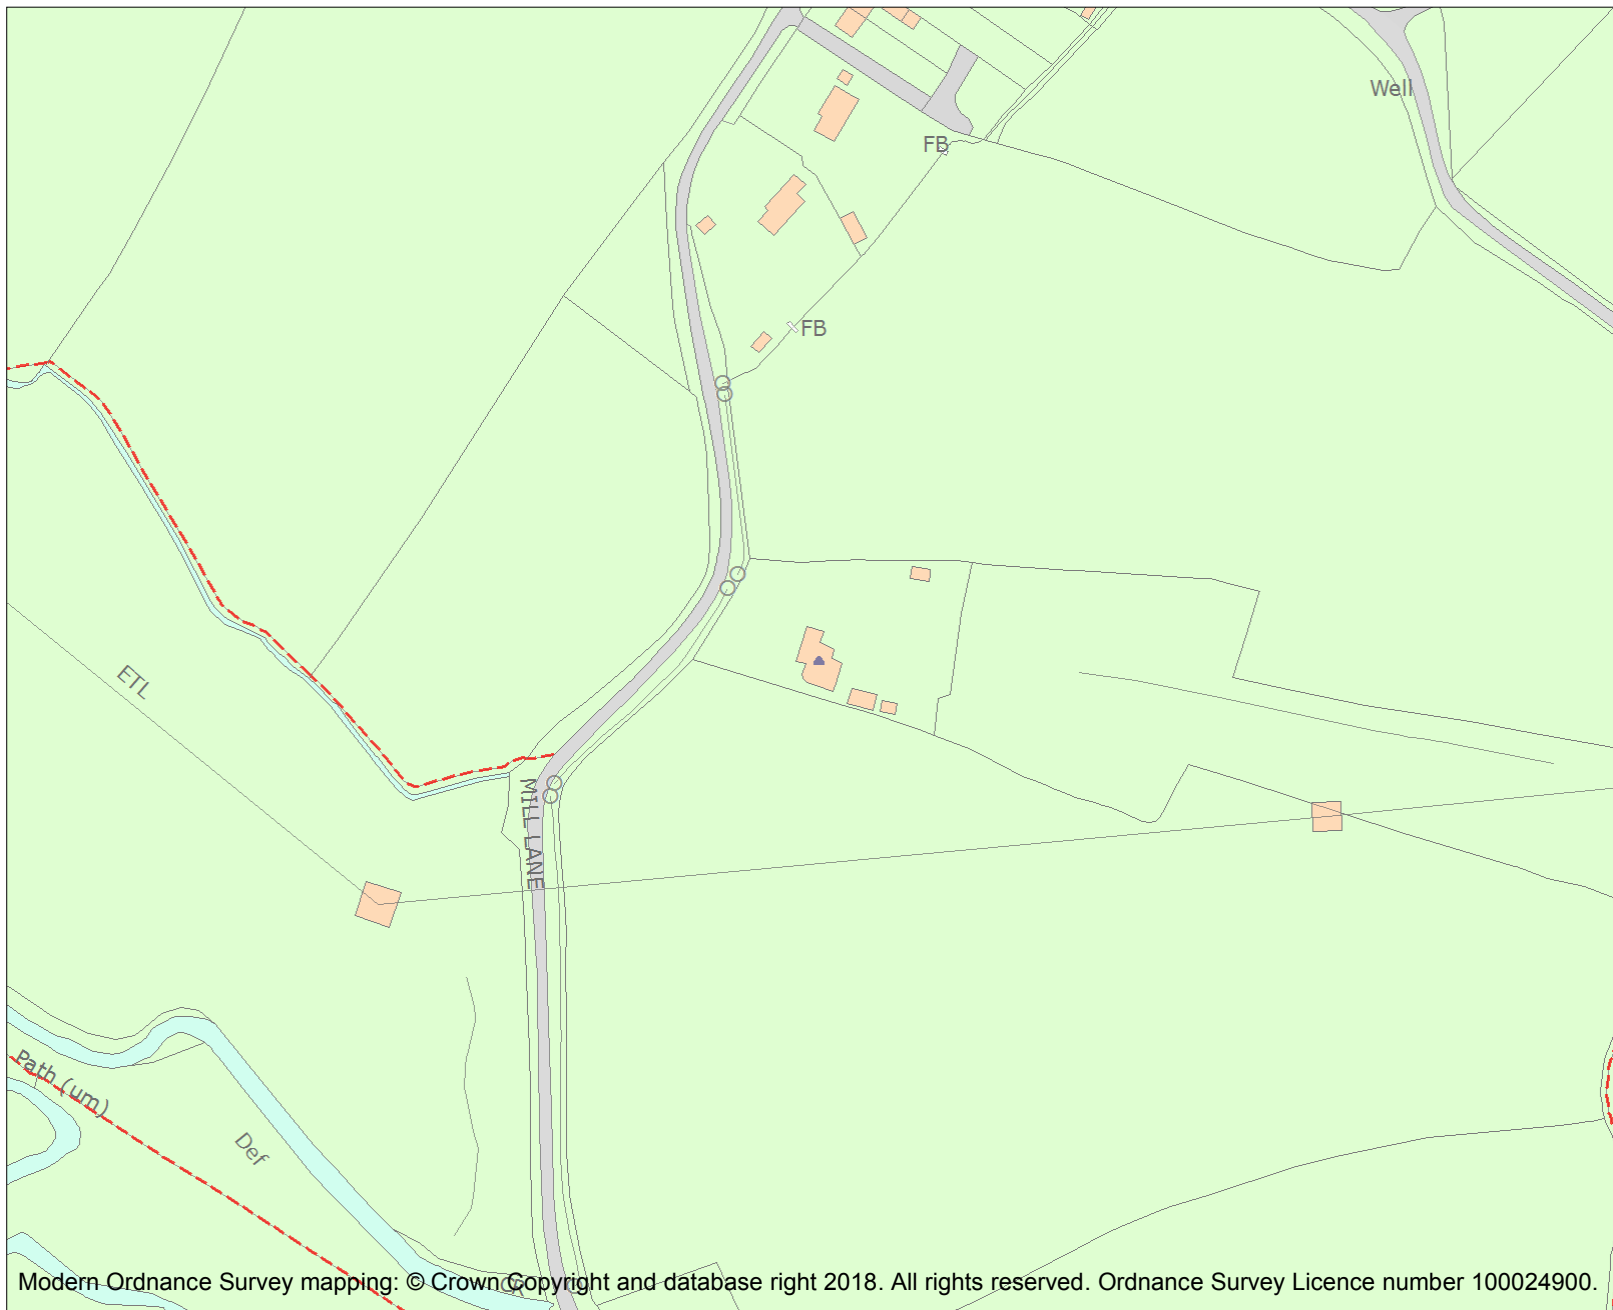 Well
FB
FB
ETL
MILL LANE
Path (um)
Def
CR
Modern Ordnance Survey mapping: © Crown Copyright and database right 2018. All rights reserved. Ordnance Survey Licence number 100024900.